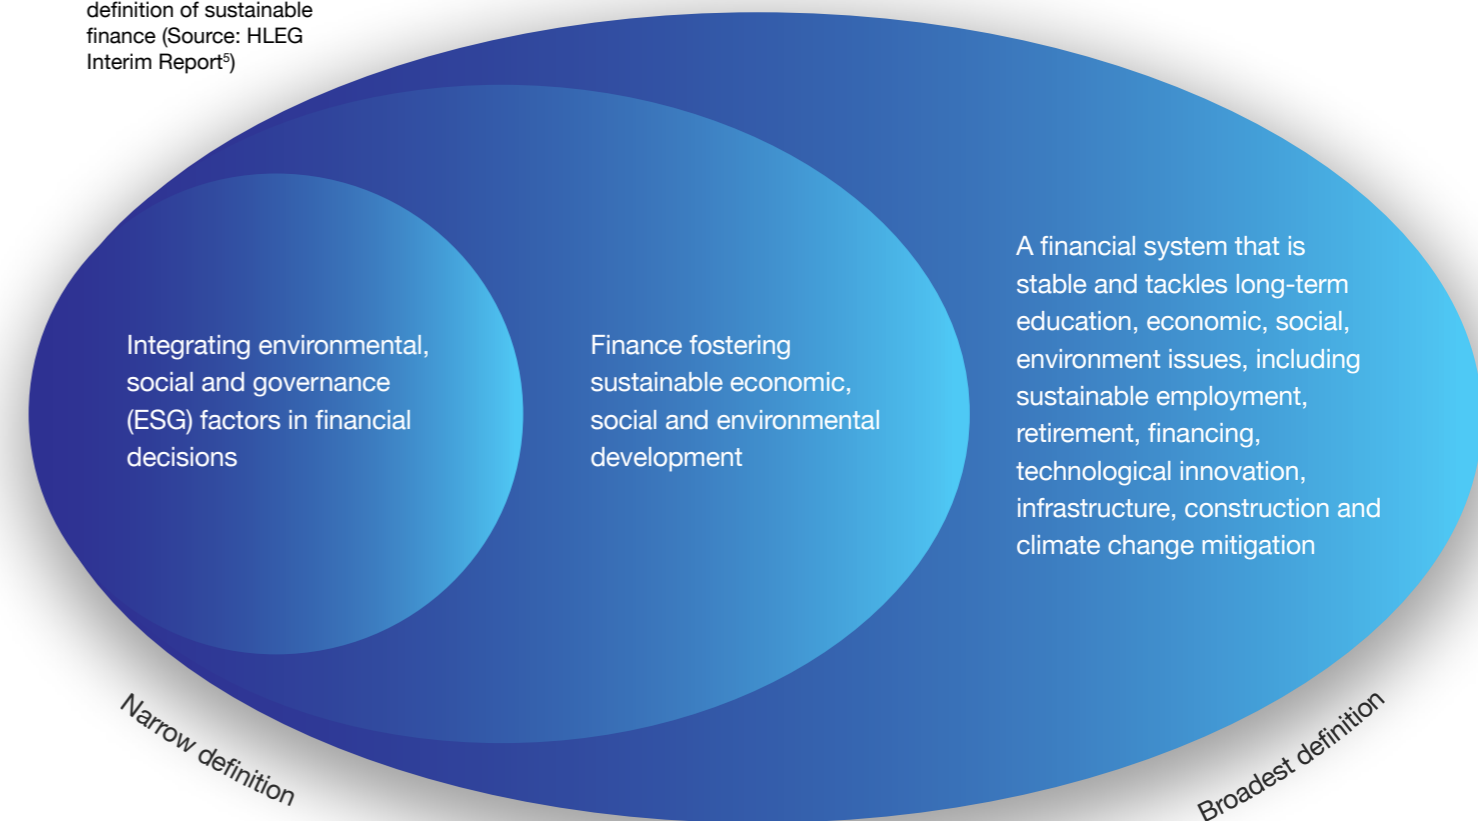 definition of sustainable
finance (Source: HLEG
Interim Report⁵)
Integrating environmental,
social and governance
(ESG) factors in financial
decisions
Finance fostering
sustainable economic,
social and environmental
development
A financial system that is
stable and tackles long-term
education, economic, social,
environment issues, including
sustainable employment,
retirement, financing,
technological innovation,
infrastructure, construction and
climate change mitigation
Narrow definition
Broadest definition